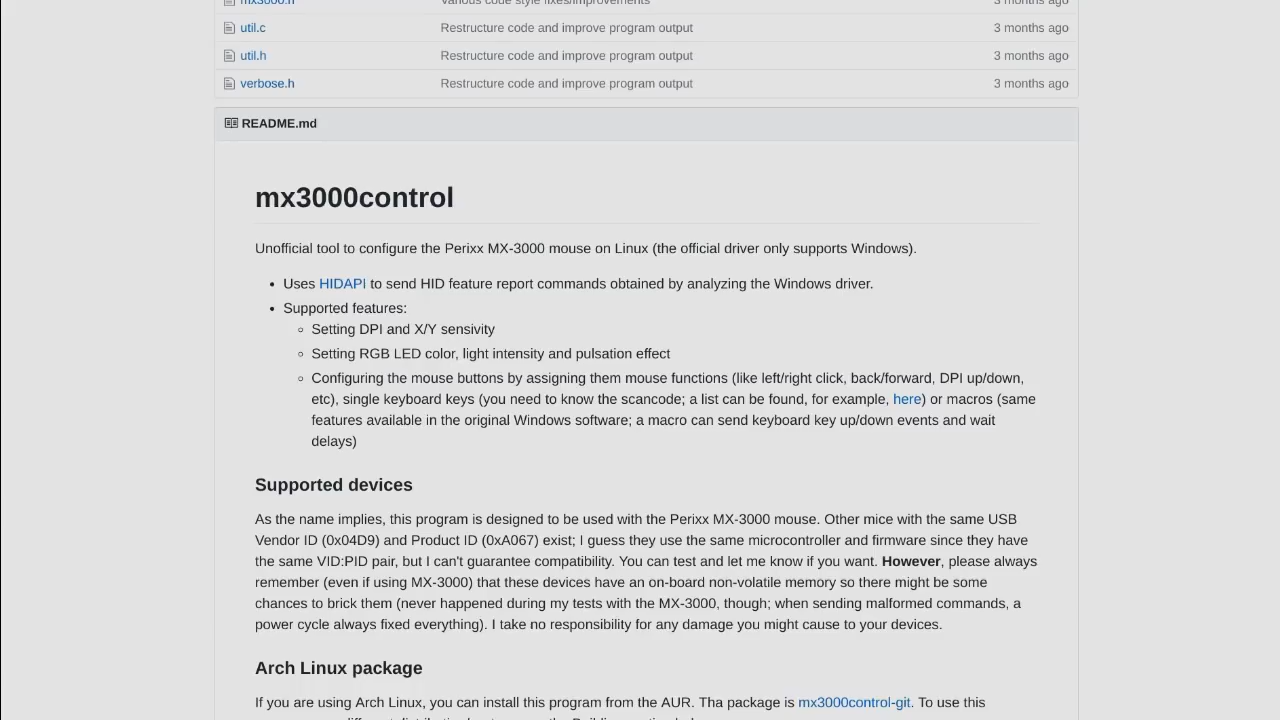 mx3000.h Various code style fixes/improvements 3 months ago
util.c Restructure code and improve program output 3 months ago
util.h Restructure code and improve program output 3 months ago
verbose.h Restructure code and improve program output 3 months ago
README.md
mx3000control
Unofficial tool to configure the Perixx MX-3000 mouse on Linux (the official driver only supports Windows).
• Uses HIDAPI to send HID feature report commands obtained by analyzing the Windows driver.
• Supported features:
◦ Setting DPI and X/Y sensivity
◦ Setting RGB LED color, light intensity and pulsation effect
◦ Configuring the mouse buttons by assigning them mouse functions (like left/right click, back/forward, DPI up/down,
etc), single keyboard keys (you need to know the scancode; a list can be found, for example, here) or macros (same
features available in the original Windows software; a macro can send keyboard key up/down events and wait
delays)
Supported devices
As the name implies, this program is designed to be used with the Perixx MX-3000 mouse. Other mice with the same USB
Vendor ID (0x04D9) and Product ID (0xA067) exist; I guess they use the same microcontroller and firmware since they have
the same VID:PID pair, but I can't guarantee compatibility. You can test and let me know if you want. However, please always
remember (even if using MX-3000) that these devices have an on-board non-volatile memory so there might be some
chances to brick them (never happened during my tests with the MX-3000, though; when sending malformed commands, a
power cycle always fixed everything). I take no responsibility for any damage you might cause to your devices.
Arch Linux package
If you are using Arch Linux, you can install this program from the AUR. Tha package is mx3000control-git. To use this